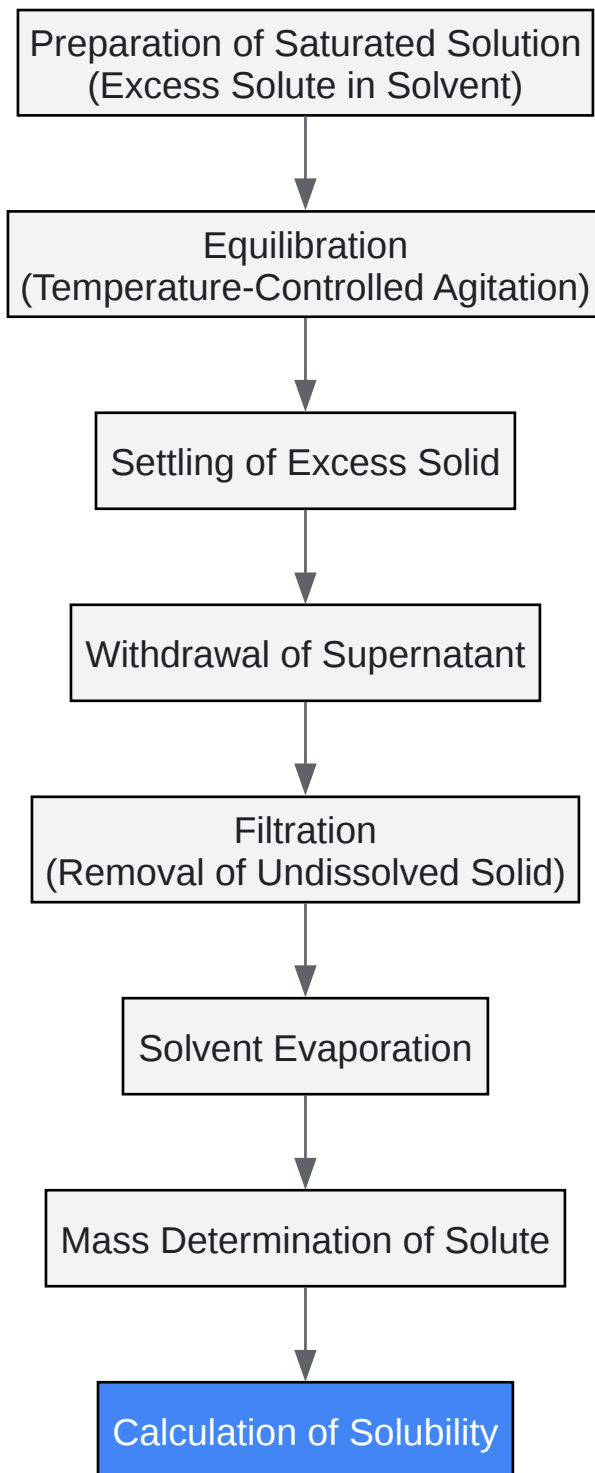 Preparation of Saturated Solution
(Excess Solute in Solvent)
Equilibration
(Temperature-Controlled Agitation)
Settling of Excess Solid
Withdrawal of Supernatant
Filtration
(Removal of Undissolved Solid)
Solvent Evaporation
Mass Determination of Solute
Calculation of Solubility